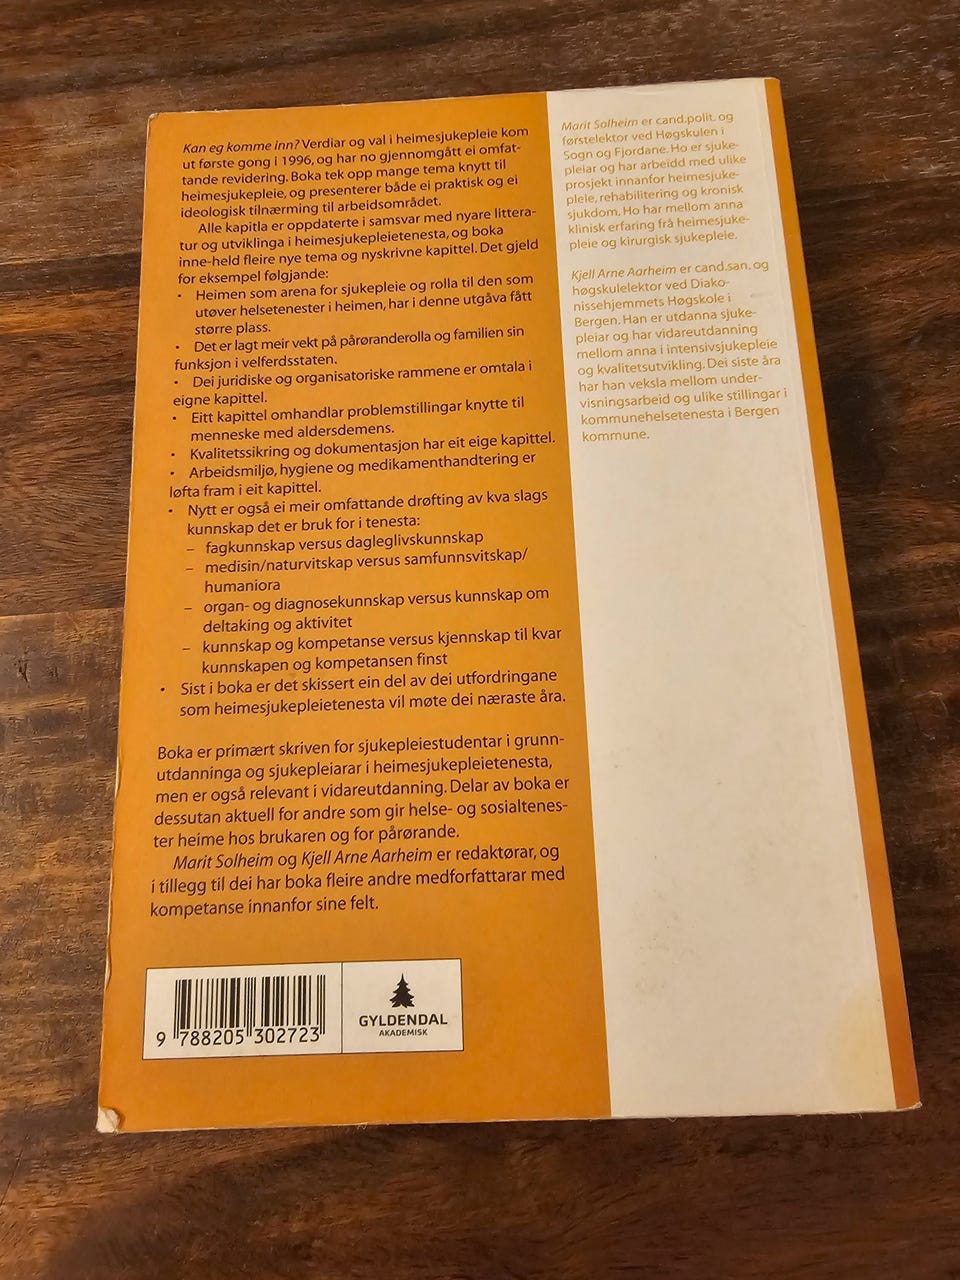 Kan eg komme inn? Verdiar og val i heimesjukepleie kom
ut første gong i 1996, og har no gjennomgått ei omfat-
tande revidering. Boka tek opp mange tema knytt til
heimesjukepleie, og presenterer både ei praktisk og ei
ideologisk tilnærming til arbeidsområdet.
Alle kapitla er oppdaterte i samsvar med nyare littera-
tur og utviklinga i heimesjukepleietenesta, og boka
inne-held fleire nye tema og nyskrivne kapittel. Det gjeld
for eksempel følgjande:
• Heimen som arena for sjukepleie og rolla til den som
utøver helsetenester i heimen, har i denne utgåva fått
større plass.
• Det er lagt meir vekt på pårøranderolla og familien sin
funksjon i velferdsstaten.
• Dei juridiske og organisatoriske rammene er omtala i
eigne kapittel.
• Eitt kapittel omhandlar problemstillingar knytte til
menneske med aldersdemens.
• Kvalitetssikring og dokumentasjon har eit eige kapittel.
• Arbeidsmiljø, hygiene og medikamenthandtering er
løfta fram i eit kapittel.
• Nytt er også ei meir omfattande drøfting av kva slags
kunnskap det er bruk for i tenesta:
– fagkunnskap versus dagleglivskunnskap
– medisin/naturvitskap versus samfunnsvitskap/
humaniora
– organ- og diagnosekunnskap versus kunnskap om
deltaking og aktivitet
– kunnskap og kompetanse versus kjennskap til kvar
kunnskapen og kompetansen finst
• Sist i boka er det skissert ein del av dei utfordringane
som heimesjukepleietenesta vil møte dei næraste åra.
Boka er primært skriven for sjukepleiestudentar i grunn-
utdanninga og sjukepleiarar i heimesjukepleietenesta,
men er også relevant i vidareutdanning. Delar av boka er
dessutan aktuell for andre som gir helse- og sosialtenes-
ter heime hos brukaren og for pårørande.
Marit Solheim og Kjell Arne Aarheim er redaktørar, og
i tillegg til dei har boka fleire andre medforfattarar med
kompetanse innanfor sine felt.
9 788205 302723
GYLDENDAL
AKADEMISK
Marit Solheim er cand.polit. og
førstelektor ved Høgskulen i
Sogn og Fjordane. Ho er sjuke-
pleiar og har arbeidd med ulike
prosjekt innanfor heimesjuke-
pleie, rehabilitering og kronisk
sjukdom. Ho har mellom anna
klinisk erfaring frå heimesjuke-
pleie og kirurgisk sjukepleie.
Kjell Arne Aarheim er cand.san. og
høgskulelektor ved Diako-
nissehjemmets Høgskole i
Bergen. Han er utdanna sjuke-
pleiar og har vidareutdanning
mellom anna i intensivsjukepleie
og kvalitetsutvikling. Dei siste åra
har han veksla mellom under-
visningsarbeid og ulike stillingar i
kommunehelsetenesta i Bergen
kommune.